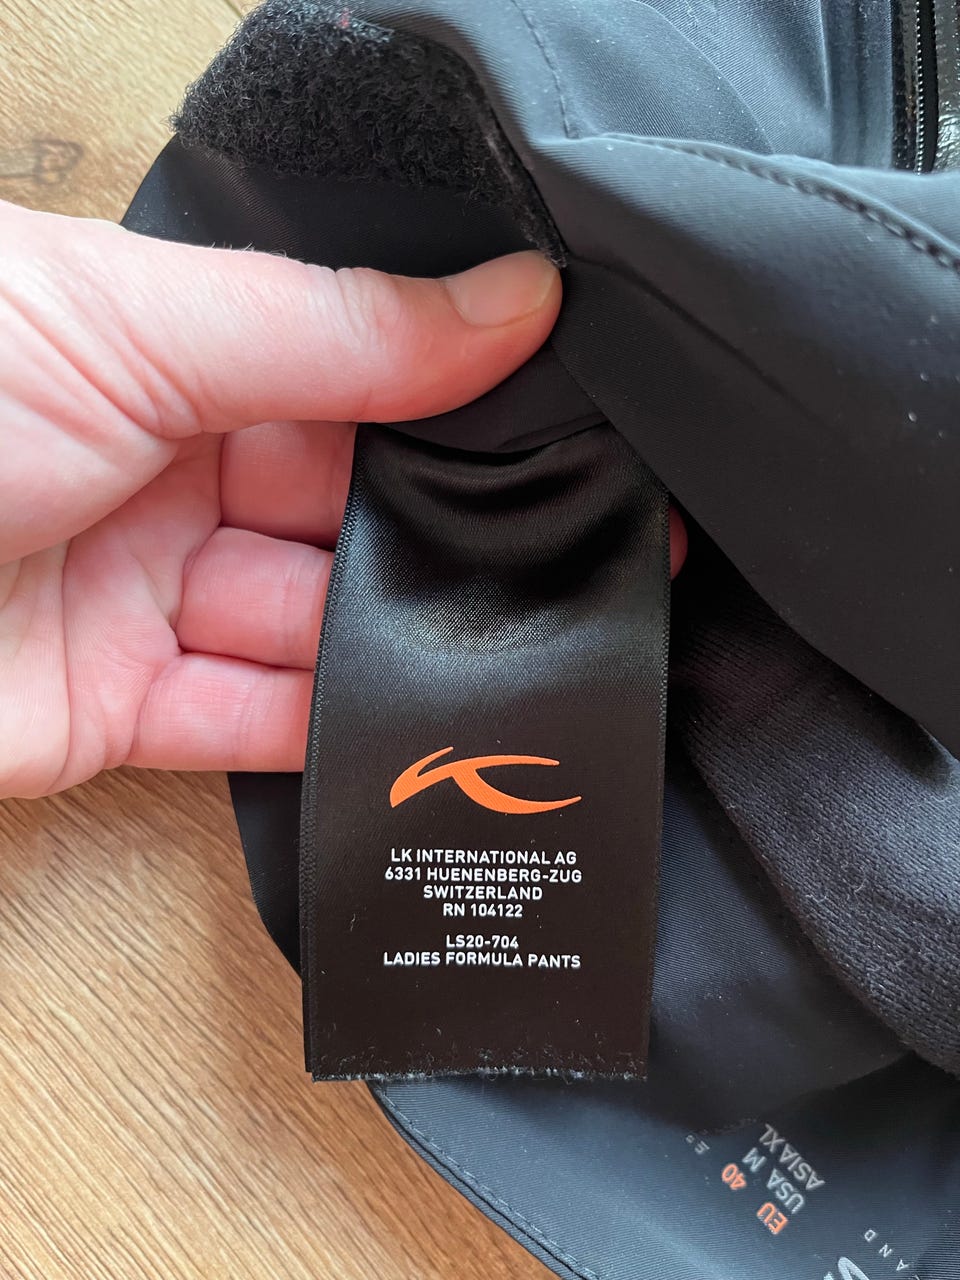 LK INTERNATIONAL AG
6331 HUENENBERG-ZUG
SWITZERLAND
RN 104122
LS20-704
LADIES FORMULA PANTS
EU 40
USA M
ASIA XL